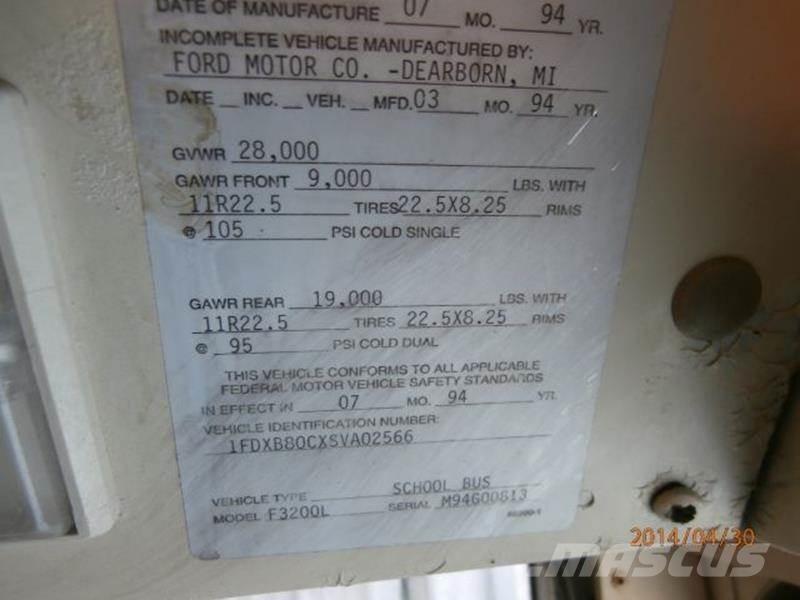 DATE OF MANUFACTURE 07 MO. 94 YR.
INCOMPLETE VEHICLE MANUFACTURED BY:
FORD MOTOR CO. -DEARBORN, MI
DATE INC. VEH. MFD. 03 MO. 94 YR.
GVWR 28,000
GAWR FRONT 9,000 LBS. WITH
11R22.5 TIRES 22.5X8.25 RIMS
@ 105 PSI COLD SINGLE
GAWR REAR 19,000 LBS. WITH
11R22.5 TIRES 22.5X8.25 RIMS
@ 95 PSI COLD DUAL
THIS VEHICLE CONFORMS TO ALL APPLICABLE
FEDERAL MOTOR VEHICLE SAFETY STANDARDS
IN EFFECT IN 07 MO. 94 YR.
VEHICLE IDENTIFICATION NUMBER:
1FDXB80CXSVA02566
VEHICLE TYPE SCHOOL BUS
MODEL F3200L SERIAL M94G00813
2014/04/30
MASCUS